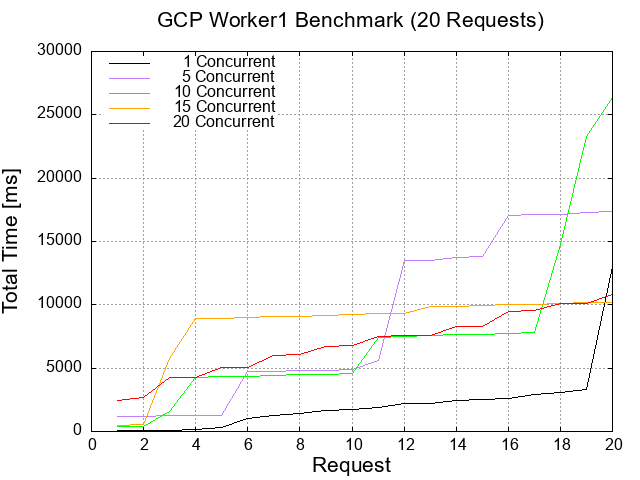 GCP Worker1 Benchmark (20 Requests)
30000
25000
20000
15000
10000
5000
0
Total Time [ms]
1 Concurrent
5 Concurrent
10 Concurrent
15 Concurrent
20 Concurrent
0 2 4 6 8 10 12 14 16 18 20
Request